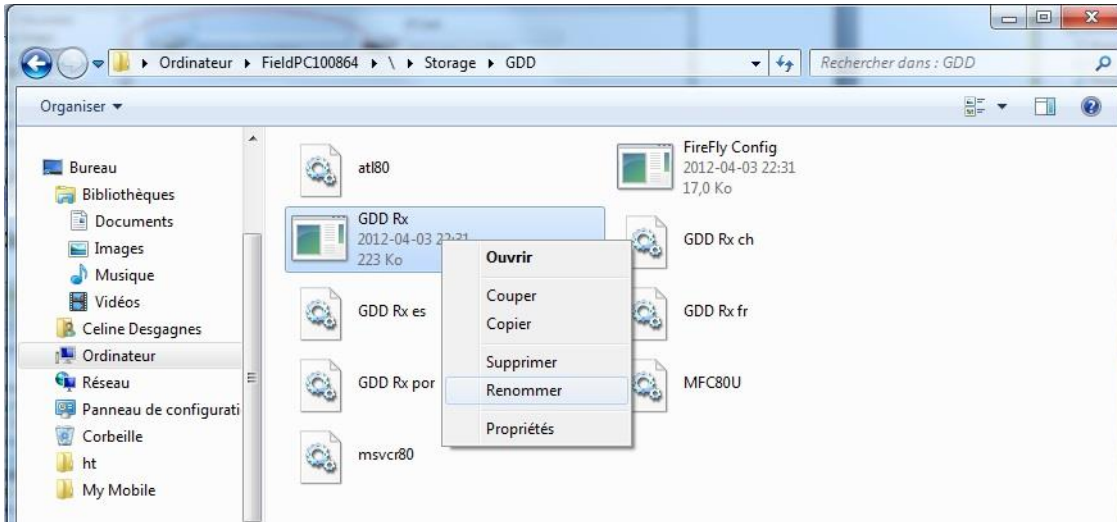 Ordinateur FieldPC100864 \ Storage GDD
Rechercher dans : GDD
Organiser
Bureau
Bibliothèques
Documents
Images
Musique
Vidéos
Celine Desgagnes
Ordinateur
Réseau
Panneau de configurati
Corbeille
ht
My Mobile
atl80
FireFly Config
2012-04-03 22:31
17,0 Ko
GDD Rx
2012-04-03 22:31
223 Ko
GDD Rx ch
GDD Rx es
GDD Rx fr
GDD Rx por
MFC80U
msvcr80
Ouvrir
Couper
Copier
Supprimer
Renommer
Propriétés